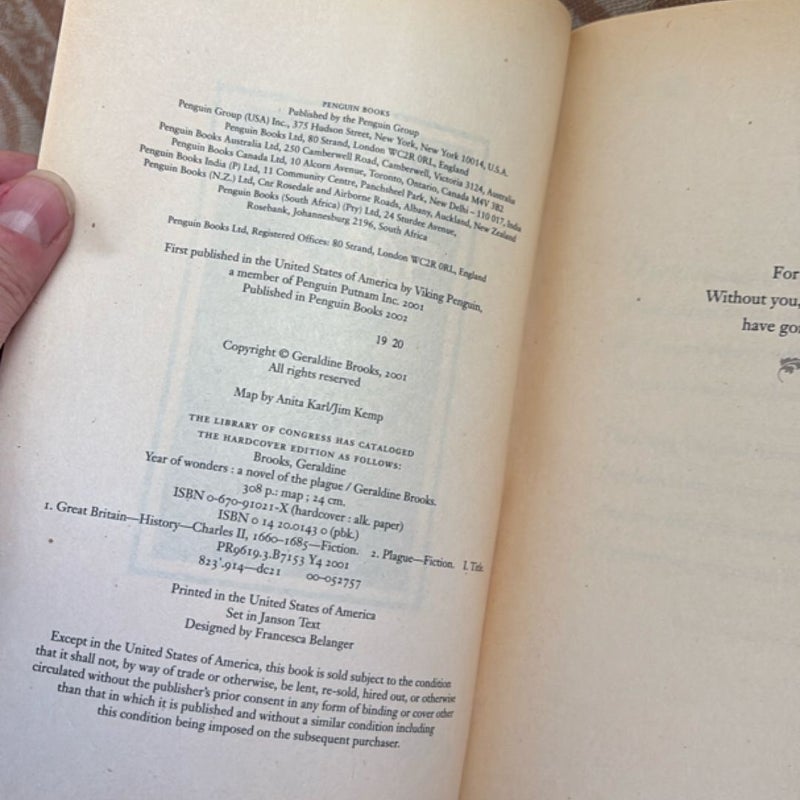 PENGUIN BOOKS
Published by the Penguin Group
Penguin Group (USA) Inc., 375 Hudson Street, New York, New York 10014, U.S.A.
Penguin Books Ltd, 80 Strand, London WC2R 0RL, England
Penguin Books Australia Ltd, 250 Camberwell Road, Camberwell, Victoria 3124, Australia
Penguin Books Canada Ltd, 10 Alcorn Avenue, Toronto, Ontario, Canada M4V 3B2
Penguin Books India (P) Ltd, 11 Community Centre, Panchsheel Park, New Delhi – 110 017, India
Penguin Books (N.Z.) Ltd, Cnr Rosedale and Airborne Roads, Albany, Auckland, New Zealand
Penguin Books (South Africa) (Pty) Ltd, 24 Sturdee Avenue,
Rosebank, Johannesburg 2196, South Africa
Penguin Books Ltd, Registered Offices: 80 Strand, London WC2R 0RL, England
First published in the United States of America by Viking Penguin,
a member of Penguin Putnam Inc. 2001
Published in Penguin Books 2002
19 20
Copyright © Geraldine Brooks, 2001
All rights reserved
Map by Anita Karl/Jim Kemp
THE LIBRARY OF CONGRESS HAS CATALOGED
THE HARDCOVER EDITION AS FOLLOWS:
Brooks, Geraldine
Year of wonders : a novel of the plague / Geraldine Brooks.
308 p.: map ; 24 cm.
ISBN 0-670-91021-X (hardcover : alk. paper)
ISBN 0 14 20.0143 0 (pbk.)
1. Great Britain—History—Charles II, 1660–1685—Fiction. 2. Plague—Fiction. I. Title.
PR9619.3.B7153 Y4 2001
823'.914—dc21 00-052757
Printed in the United States of America
Set in Janson Text
Designed by Francesca Belanger
Except in the United States of America, this book is sold subject to the condition
that it shall not, by way of trade or otherwise, be lent, re-sold, hired out, or otherwise
circulated without the publisher's prior consent in any form of binding or cover other
than that in which it is published and without a similar condition including
this condition being imposed on the subsequent purchaser.
For
Without you,
have go